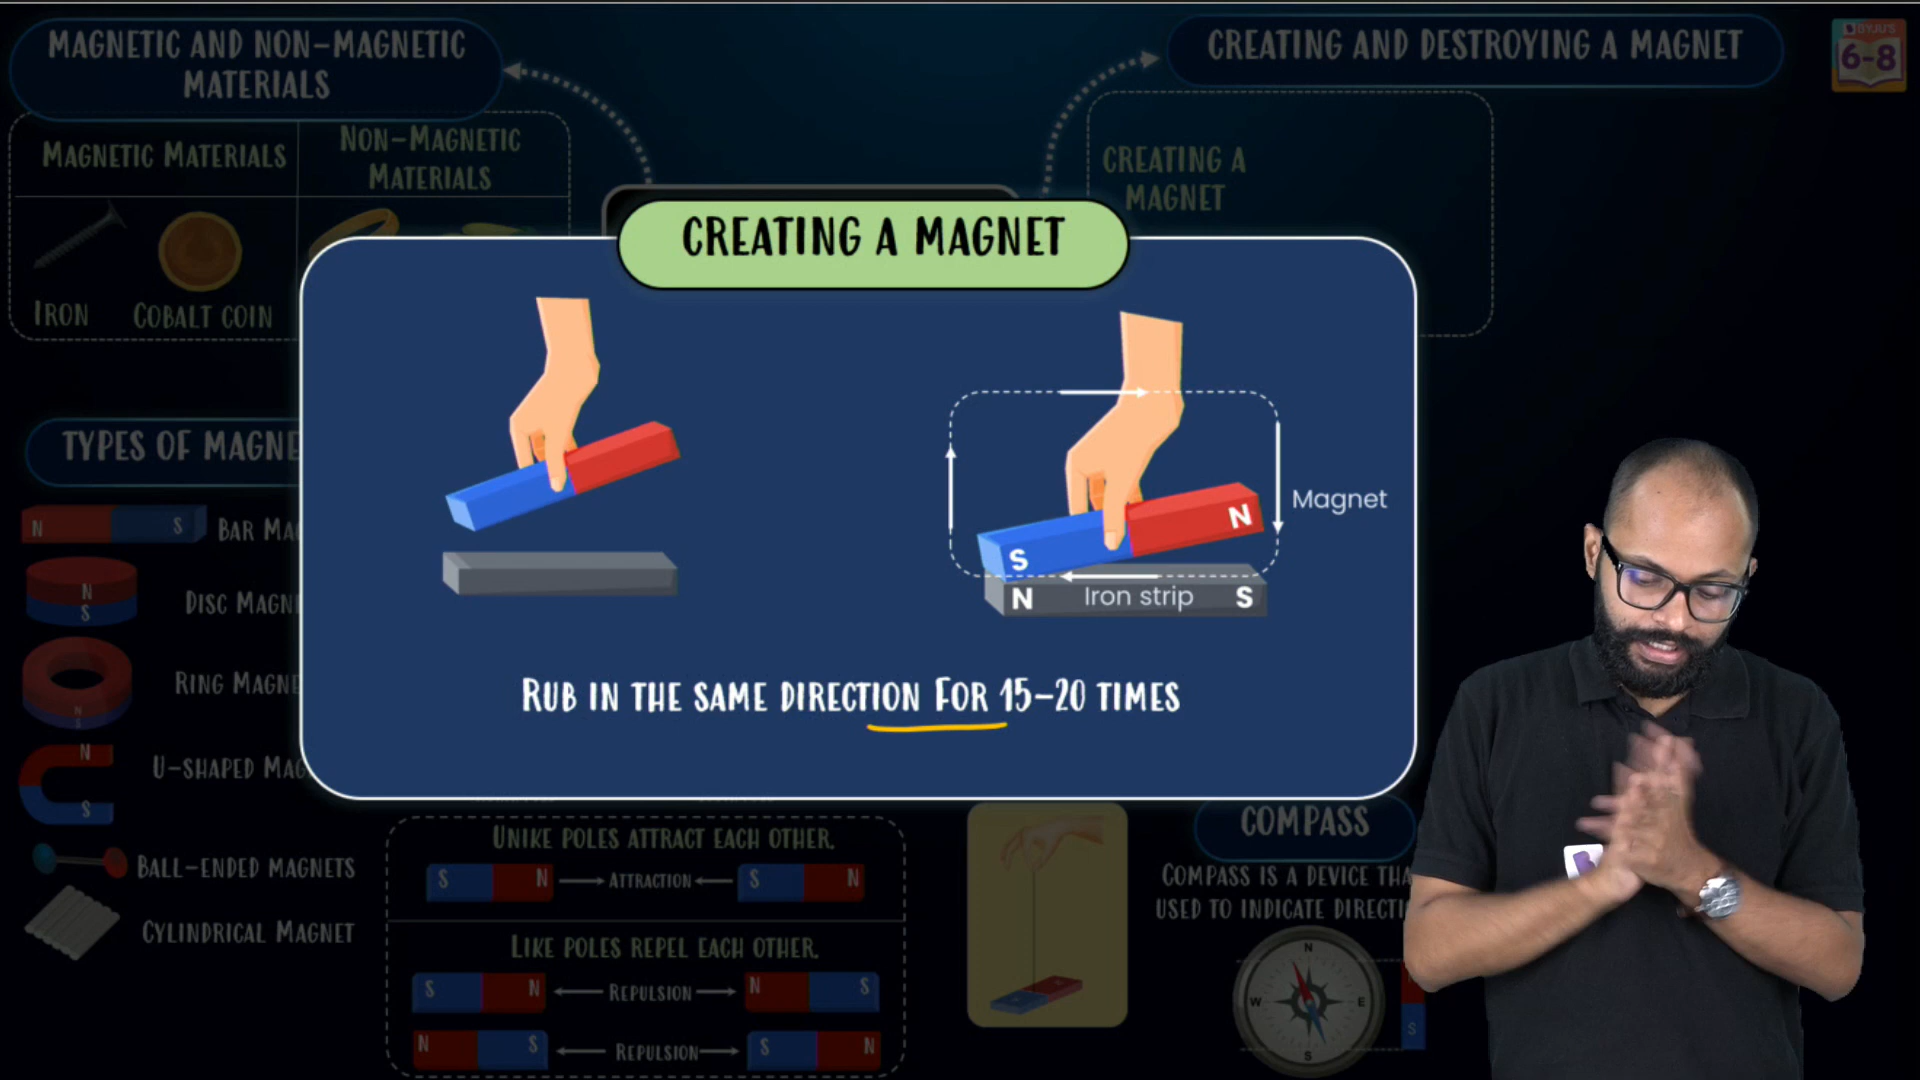 MAGNETIC AND NON-MAGNETIC
MATERIALS
CREATING AND DESTROYING A MAGNET
BYJU'S
6-8
MAGNETIC MATERIALS
NON-MAGNETIC
MATERIALS
IRON
COBALT COIN
CREATING A
MAGNET
CREATING A MAGNET
N
Magnet
S
N
Iron strip
S
RUB IN THE SAME DIRECTION FOR 15-20 TIMES
TYPES OF MAGNE
N
S
BAR MA
N
S
DISC MAGN
N
S
RING MAGNE
N
S
U-SHAPED MAG
BALL-ENDED MAGNETS
CYLINDRICAL MAGNET
UNIKE POLES ATTRACT EACH OTHER.
S
N
ATTRACTION
S
N
LIKE POLES REPEL EACH OTHER.
S
N
REPULSION
N
S
N
S
REPULSION
S
N
COMPASS
COMPASS IS A DEVICE THA
USED TO INDICATE DIRECTI
N
W
E
S
S